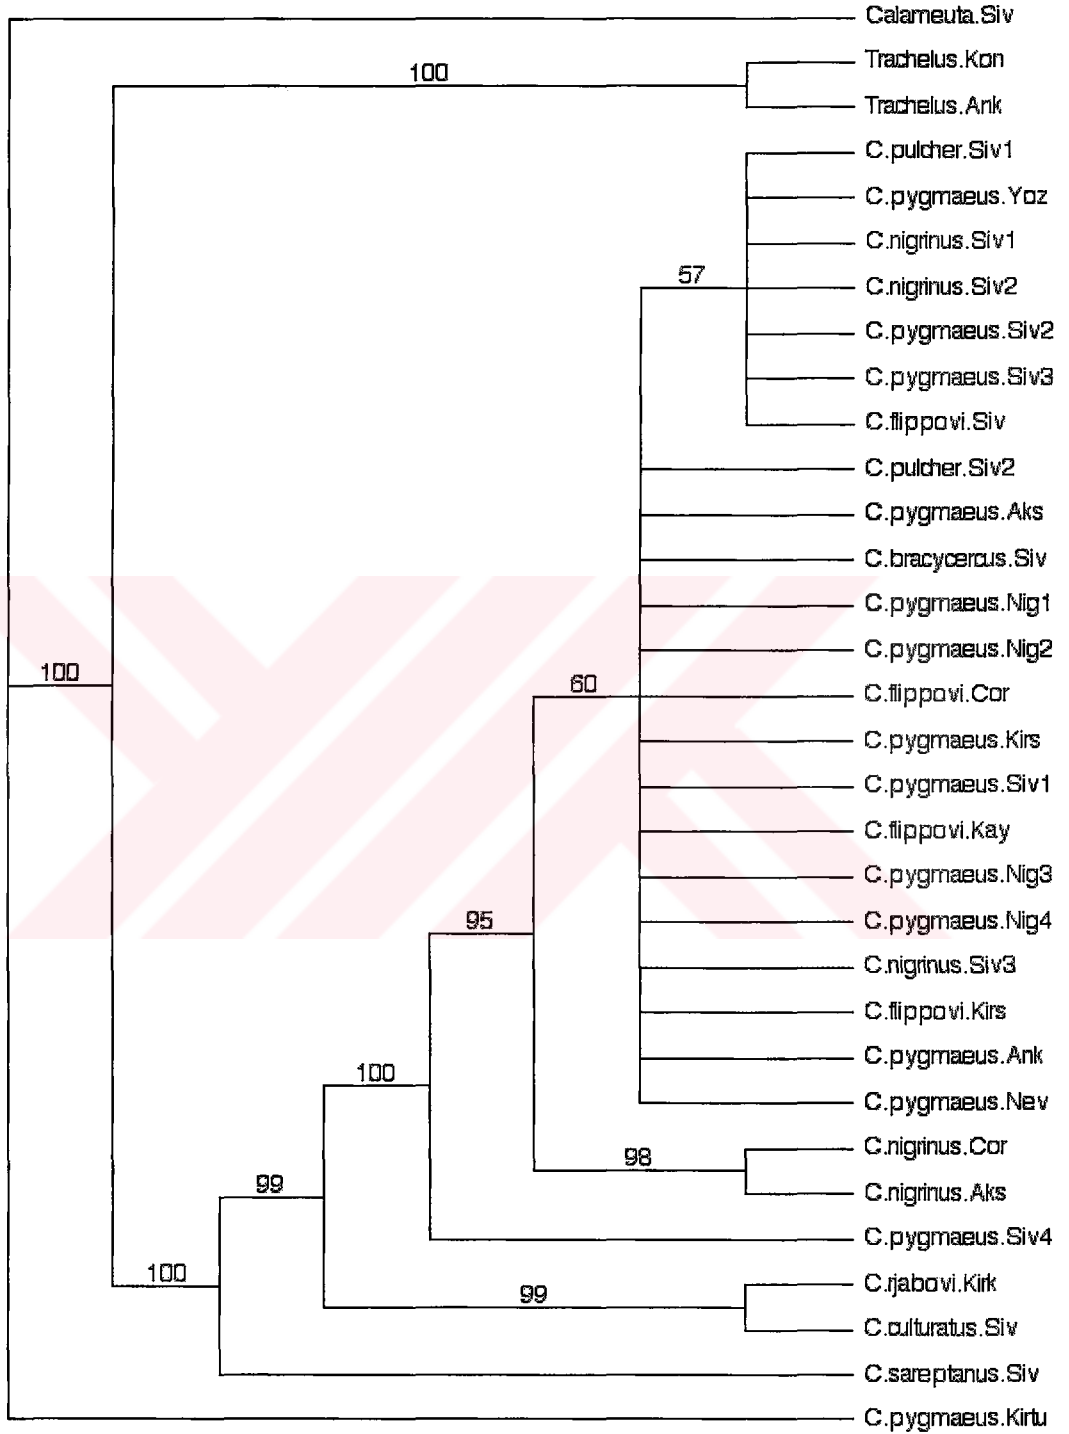 Calameuta.Siv
Trachelus.Kon
100
Trachelus.Ank
C.pulcher.Siv1
C.pygmaeus.Yoz
C.nigrinus.Siv1
57
C.nigrinus.Siv2
C.pygmaeus.Siv2
C.pygmaeus.Siv3
C.flippovi.Siv
C.pulcher.Siv2
C.pygmaeus.Aks
C.bracycercus.Siv
C.pygmaeus.Nig1
C.pygmaeus.Nig2
100
60
C.flippovi.Cor
C.pygmaeus.Kirs
C.pygmaeus.Siv1
C.flippovi.Kay
C.pygmaeus.Nig3
95
C.pygmaeus.Nig4
C.nigrinus.Siv3
C.flippovi.Kirs
C.pygmaeus.Ank
100
C.pygmaeus.Nev
C.nigrinus.Cor
98
C.nigrinus.Aks
99
C.pygmaeus.Siv4
100
C.rjabovi.Kirk
99
C.culturatus.Siv
C.sareptanus.Siv
C.pygmaeus.Kirtu